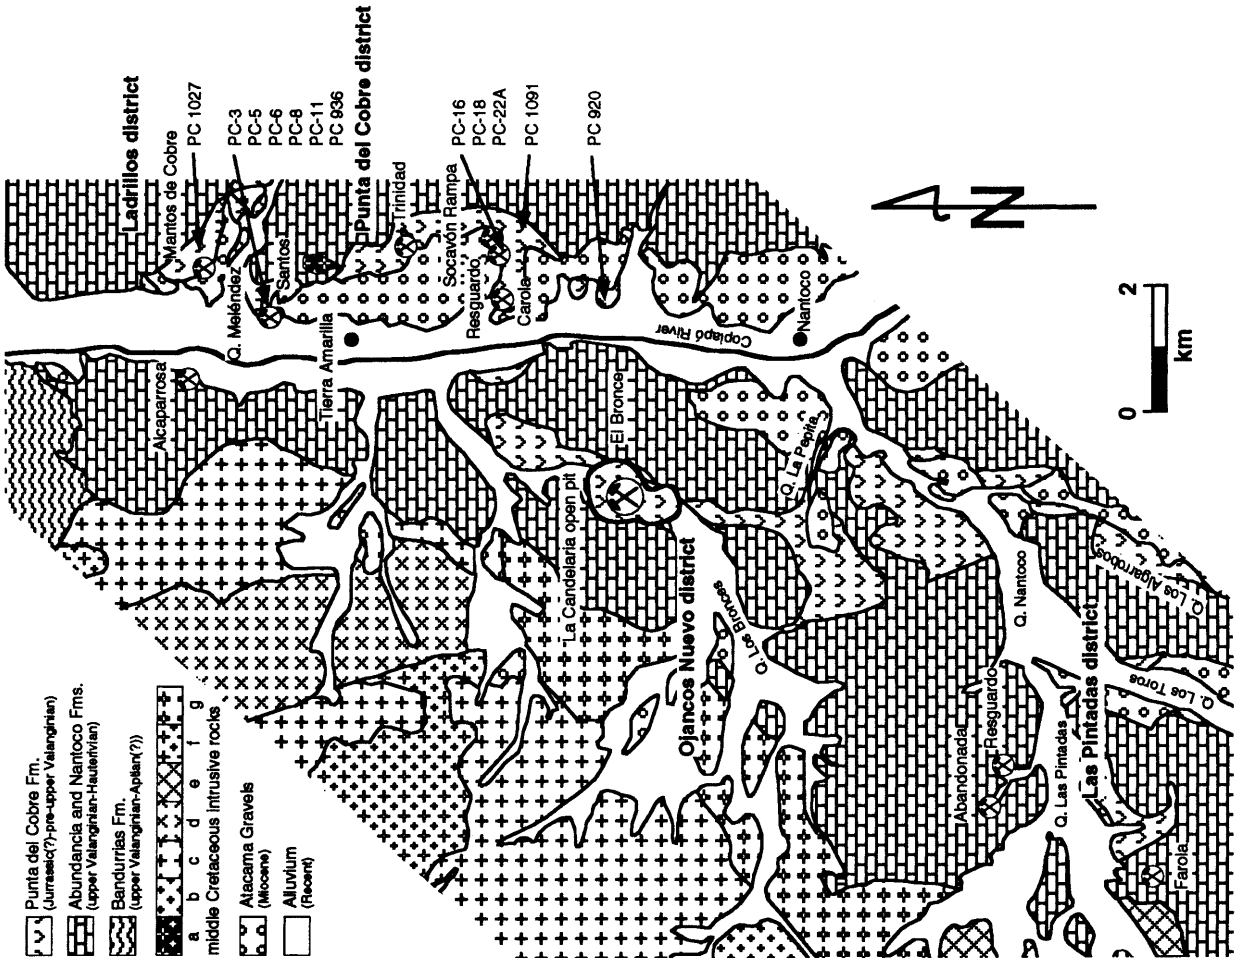 Punta del Cobre Fm.
(Jurrassic(?)-pre-upper Valanginian)
Abundancia and Nantoco Fms.
(upper Valanginian-Hauterivian)
Bandurrias Fm.
(upper Valanginian-Aptian(?))
a b c d e f g
middle Cretaceous intrusive rocks
Atacama Gravels
(Miocene)
Alluvium
(Recent)
Ladrillos district
Mantos de Cobre
PC 1027
PC-3
PC-5
PC-6
PC-8
PC-11
PC 936
Punta del Cobre district
Q. Meléndez
Santos
Trinidad
Alcaparrosa
Tierra Amarilla
Socavón Rampa
PC-16
PC-18
PC-22A
PC 1091
PC 920
Resguardo
Carola
Copiapó River
Nantoco
El Bronce
La Candelaria open pit
Q. La Pepita
Ojancos Nuevo district
Q. Los Bronces
Q. Nantoco
Q. Los Algarrobos
Abandonada
Resguardo
Q. Las Pintadas
Las Pintadas district
Q. Los Toros
Farola
N
0 2
km